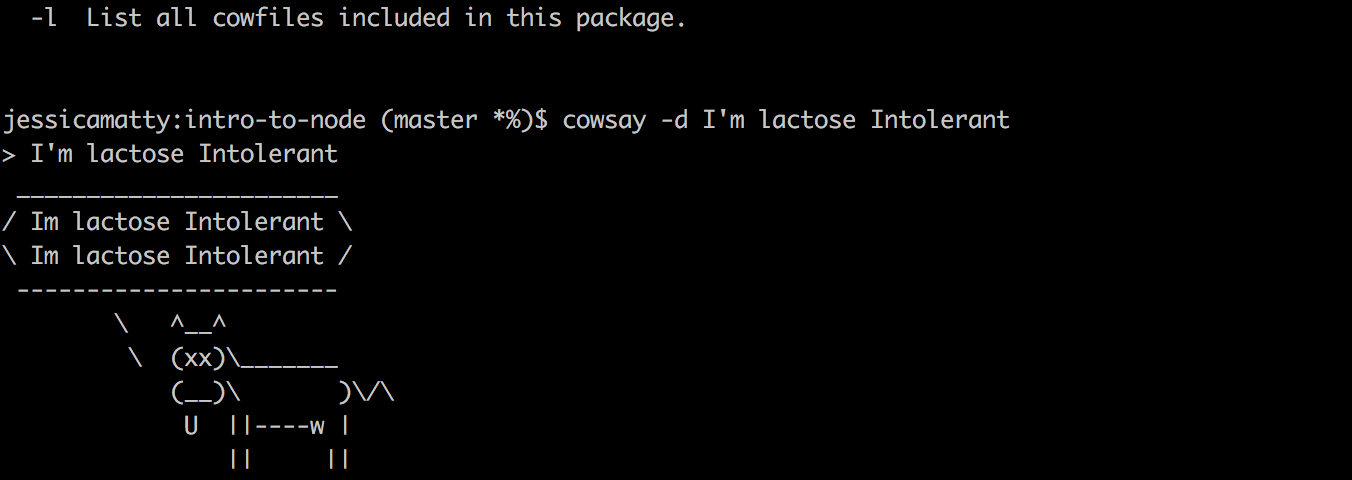 -l  List all cowfiles included in this package.
jessicamatty:intro-to-node (master *%)$ cowsay -d I'm lactose Intolerant
> I'm lactose Intolerant
 _______________________
/ Im lactose Intolerant \
\ Im lactose Intolerant /
 -----------------------
        \   ^__^
         \  (xx)\_______
            (__)\       )\/\
             U  ||----w |
                ||     ||